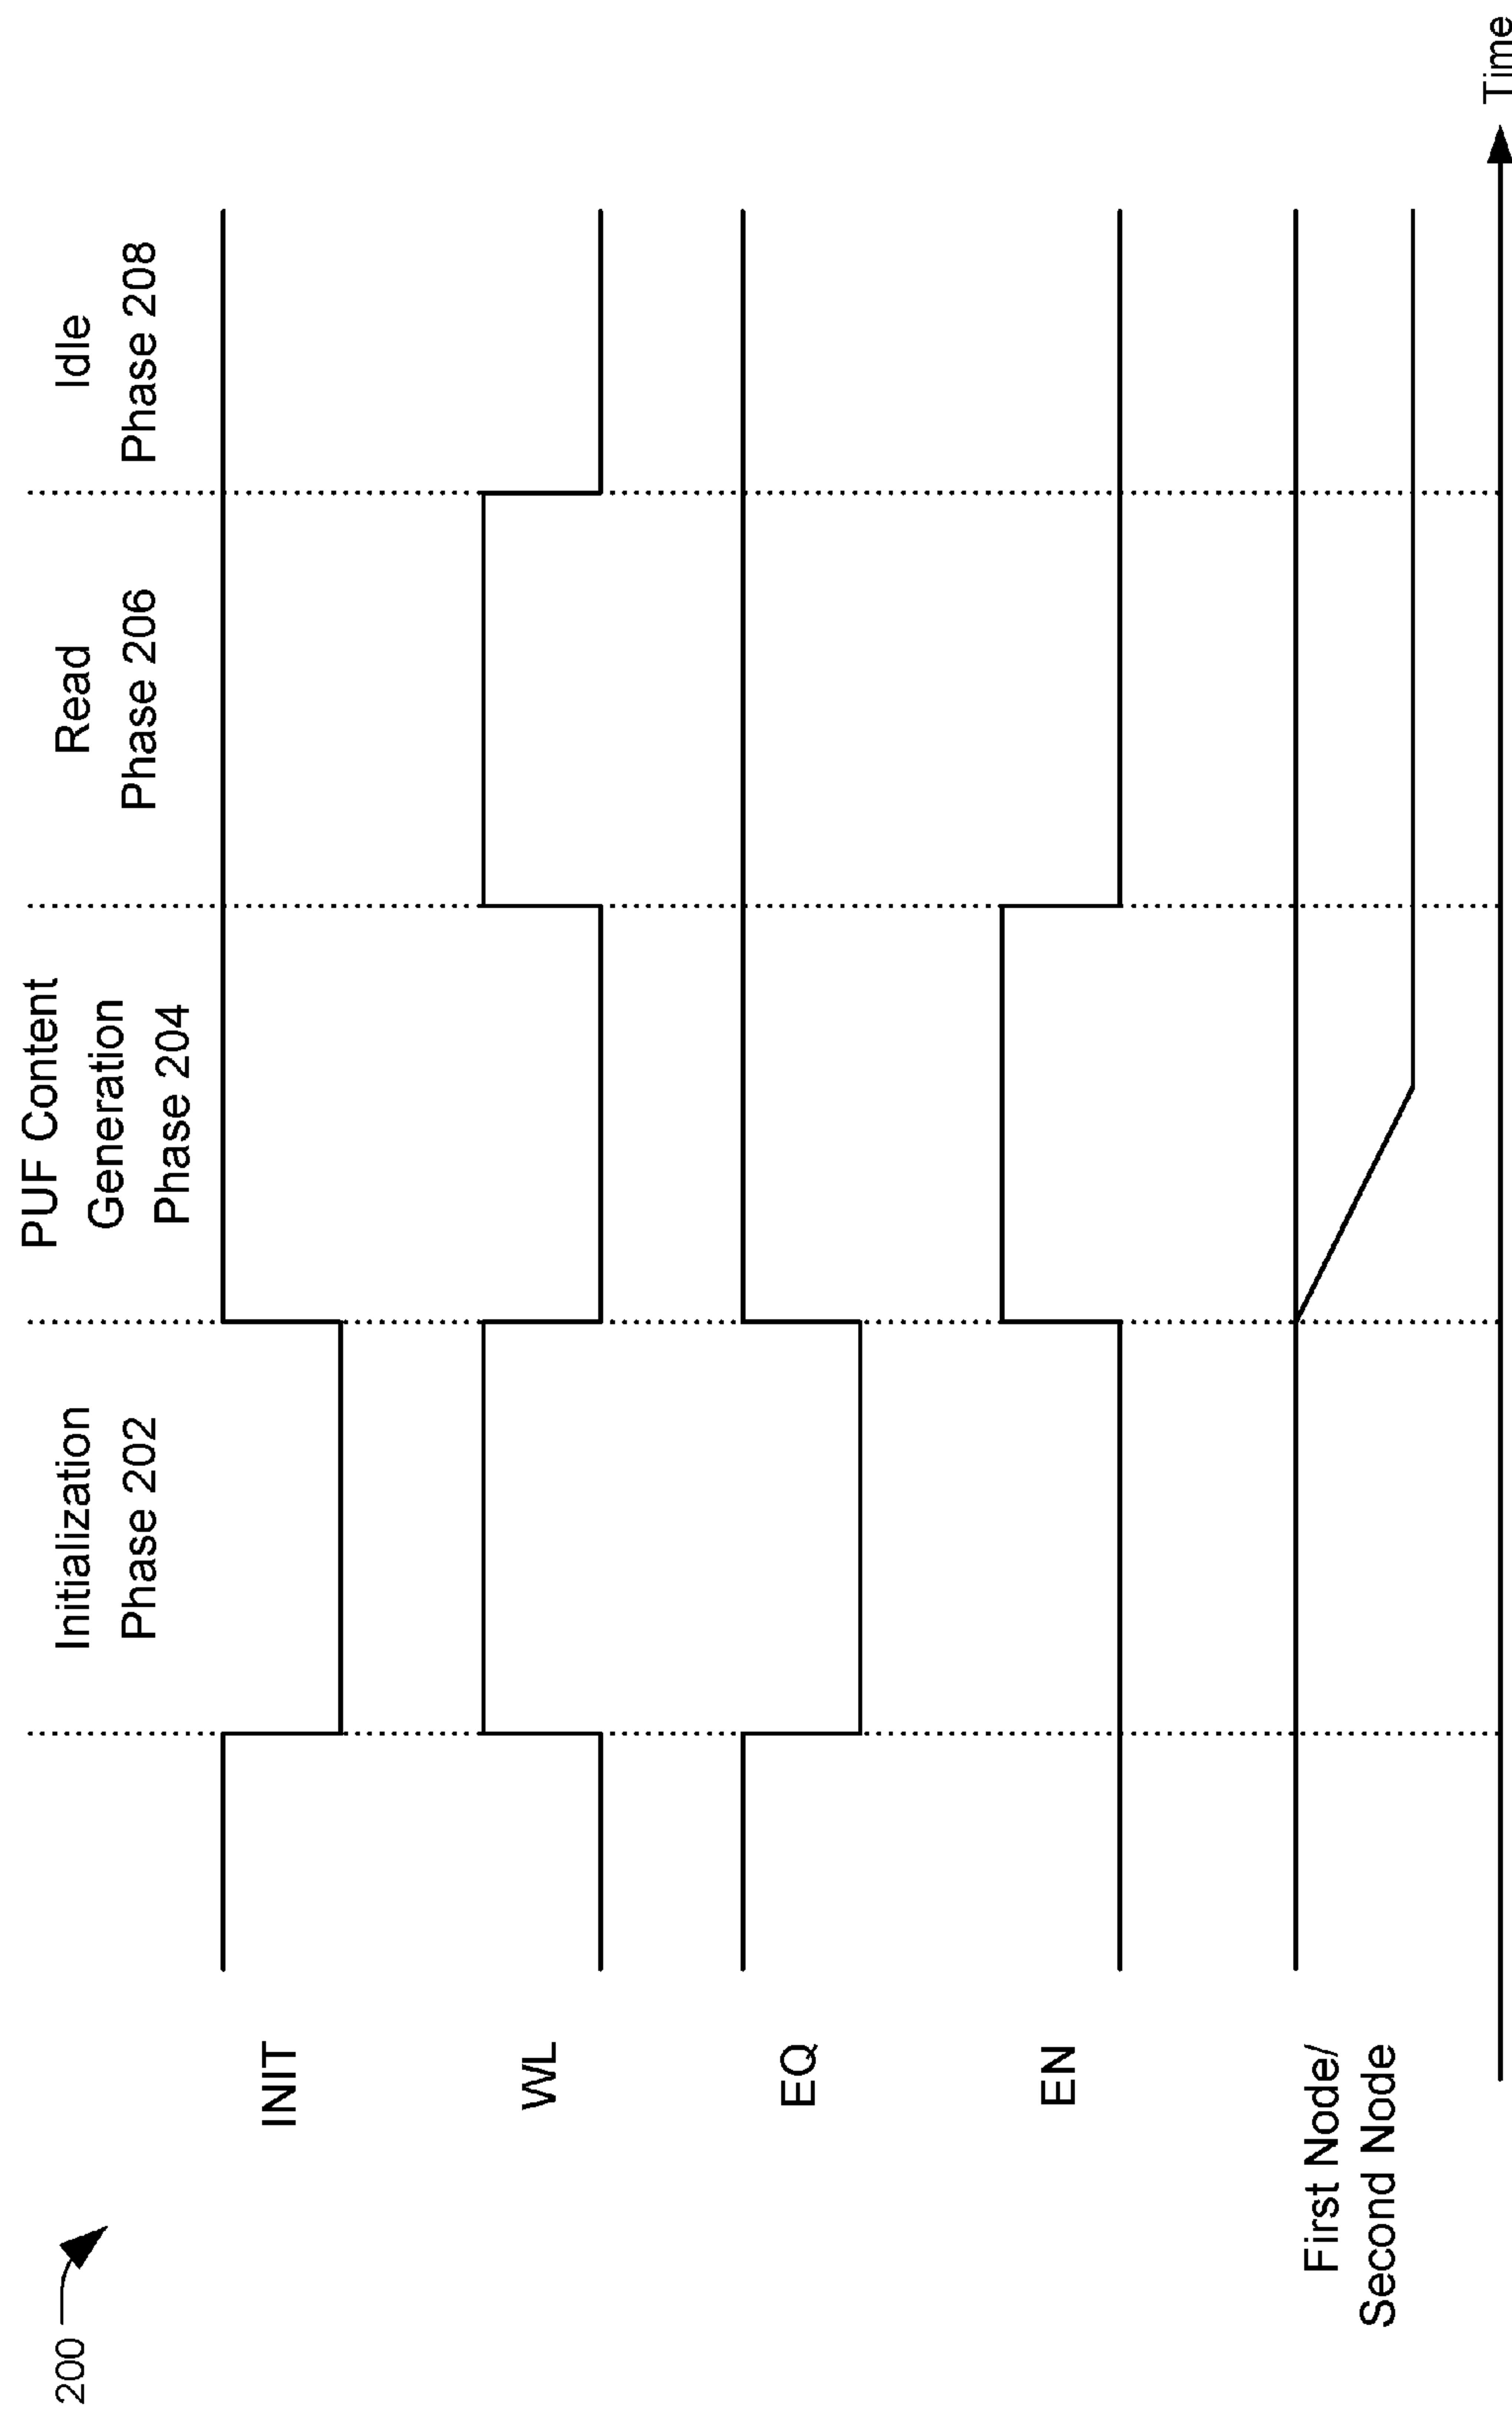 200
Initialization
Phase 202
PUF Content
Generation
Phase 204
Read
Phase 206
Idle
Phase 208
INIT
WL
EQ
EN
First Node/
Second Node
Time